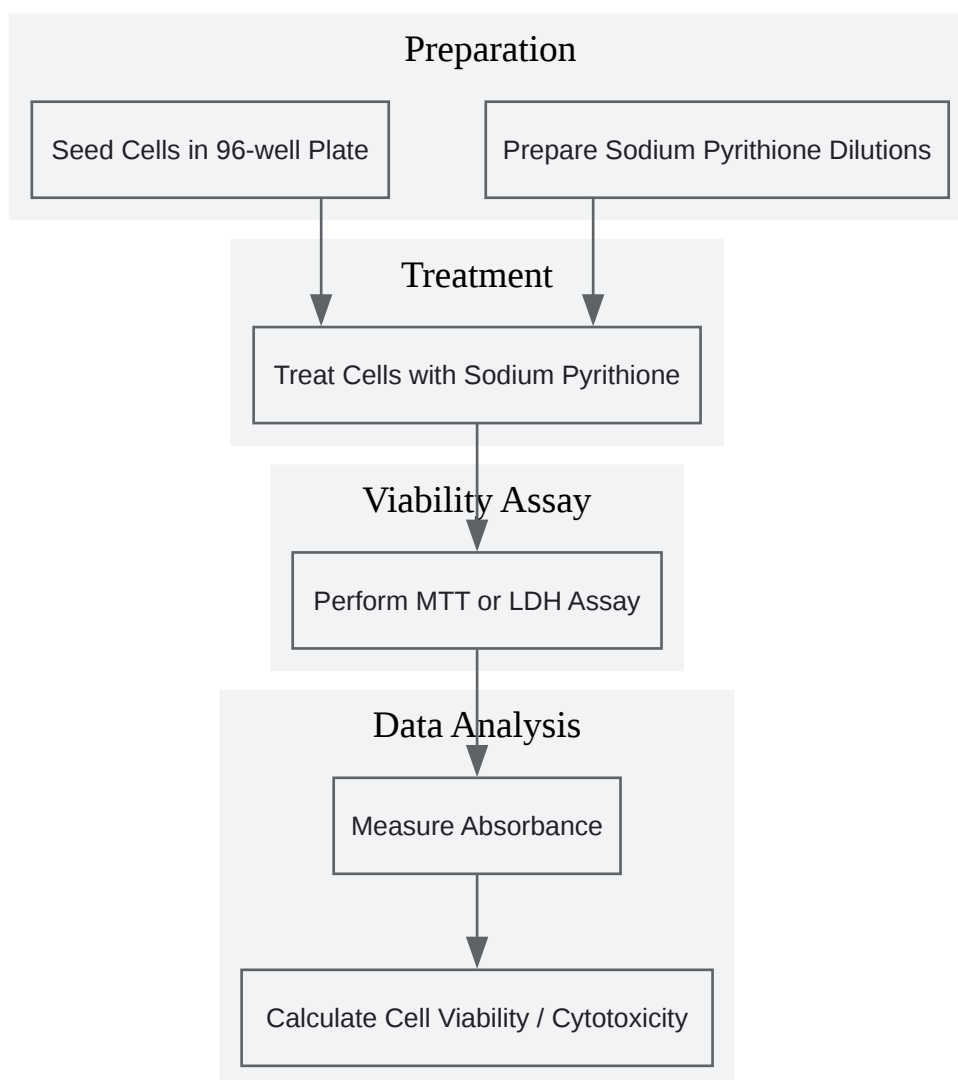 Preparation
Seed Cells in 96-well Plate
Prepare Sodium Pyrithione Dilutions
Treatment
Treat Cells with Sodium Pyrithione
Viability Assay
Perform MTT or LDH Assay
Data Analysis
Measure Absorbance
Calculate Cell Viability / Cytotoxicity